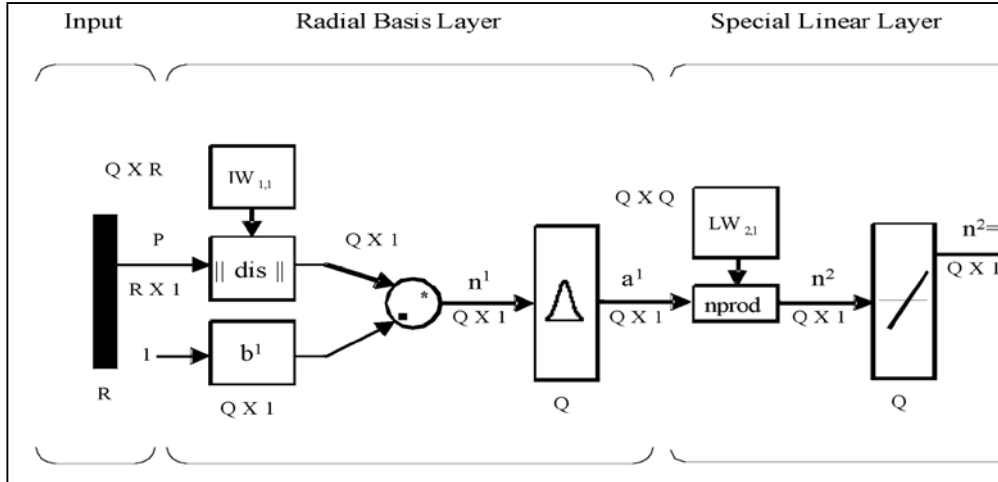 Input
Radial Basis Layer
Special Linear Layer
Q X R
IW 1,1
P
R X 1
|| dis ||
Q X 1
1
b¹
Q X 1
R
*
n¹
Q X 1
Q
a¹
Q X 1
Q X Q
LW 2,1
nprod
n²
Q X 1
Q
n²=
Q X 1